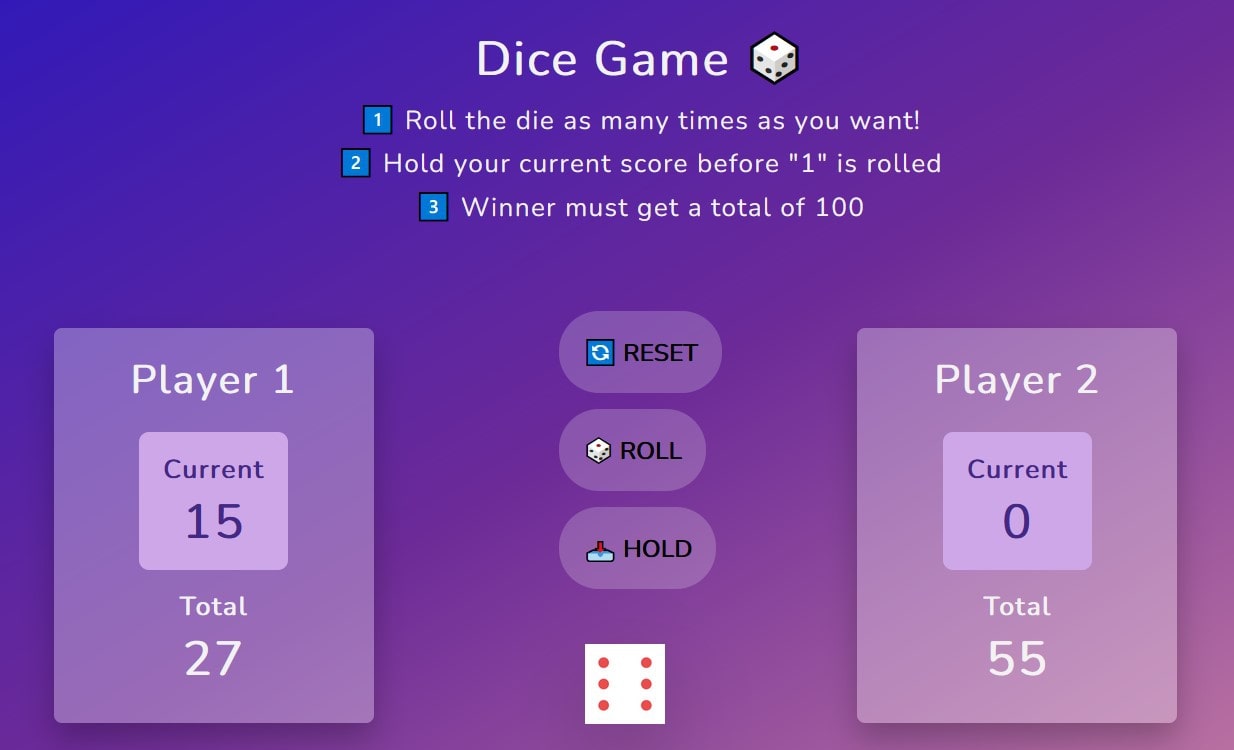 Dice Game
1 Roll the die as many times as you want!
2 Hold your current score before "1" is rolled
3 Winner must get a total of 100
Player 1
Current
15
Total
27
RESET
ROLL
HOLD
Player 2
Current
0
Total
55